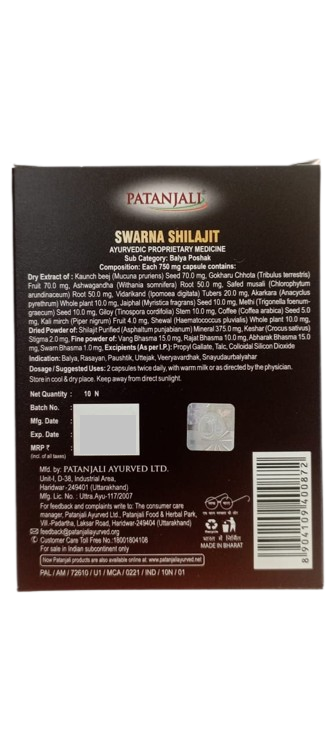 PATANJALI
SWARNA SHILAJIT
AYURVEDIC PROPRIETARY MEDICINE
Sub Category: Balya Poshak
Composition: Each 750 mg capsule contains:
Dry Extract of : Kaunch beej (Mucuna pruriens) Seed 70.0 mg, Gokharu Chhota (Tribulus terrestris)
Fruit 70.0 mg, Ashwagandha (Withania somnifera) Root 50.0 mg, Safed musali (Chlorophytum
arundinaceum) Root 50.0 mg, Vidarikand (Ipomoea digitata) Tubers 20.0 mg, Akarkara (Anacyclus
pyrethrum) Whole plant 10.0 mg, Jaiphal (Myristica fragrans) Seed 10.0 mg, Methi (Trigonella foenum-
graecum) Seed 10.0 mg, Giloy (Tinospora cordifolia) Stem 10.0 mg, Coffee (Coffea arabica) Seed 5.0
mg, Kali mirch (Piper nigrum) Fruit 4.0 mg, Shewal (Haematococcus pluvialis) Whole plant 10.0 mg,
Dried Powder of: Shilajit Purified (Asphaltum punjabianum) Mineral 375.0 mg, Keshar (Crocus sativus)
Stigma 2.0 mg, Fine powder of: Vang Bhasma 15.0 mg, Rajat Bhasma 10.0 mg, Abharak Bhasma 15.0
mg, Swarn Bhasma 1.0 mg, Excipients (As per I.P.): Propyl Gallate, Talc, Colloidal Silicon Dioxide
Indication: Balya, Rasayan, Paushtik, Uttejak, Veeryavardhak, Snayudaurbalyahar
Dosage / Suggested Uses: 2 capsules twice daily, with warm milk or as directed by the physician.
Store in cool & dry place. Keep away from direct sunlight.
Net Quantity : 10 N
Batch No. :
Mfg. Date :
Exp. Date :
MRP ₹ :
(incl. of all taxes)
Mfd. by: PATANJALI AYURVED LTD.
Unit-I, D-38, Industrial Area,
Haridwar -249401 (Uttarakhand)
Mfg. Lic. No. : Uttra.Ayu-117/2007
For feedback and complaints write to: The consumer care
manager, Patanjali Ayurved Ltd., Patanjali Food & Herbal Park,
Vill.-Padartha, Laksar Road, Haridwar-249404 (Uttarakhand)
feedback@patanjaliayurved.org
Customer Care Toll Free No.:18001804108
For sale in Indian subcontinent only
Now Patanjali products are also available online at www.patanjaliayurved.net
PAL / AM / 72610 / U1 / MCA / 0221 / IND / 10N / 01
भारत में निर्मित
MADE IN BHARAT
8 904109 400872